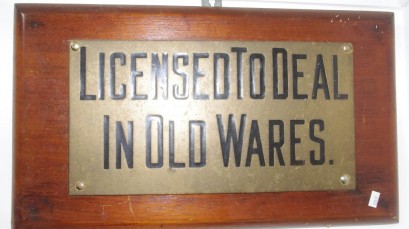 LICENSED TO DEAL
IN OLD WARES.